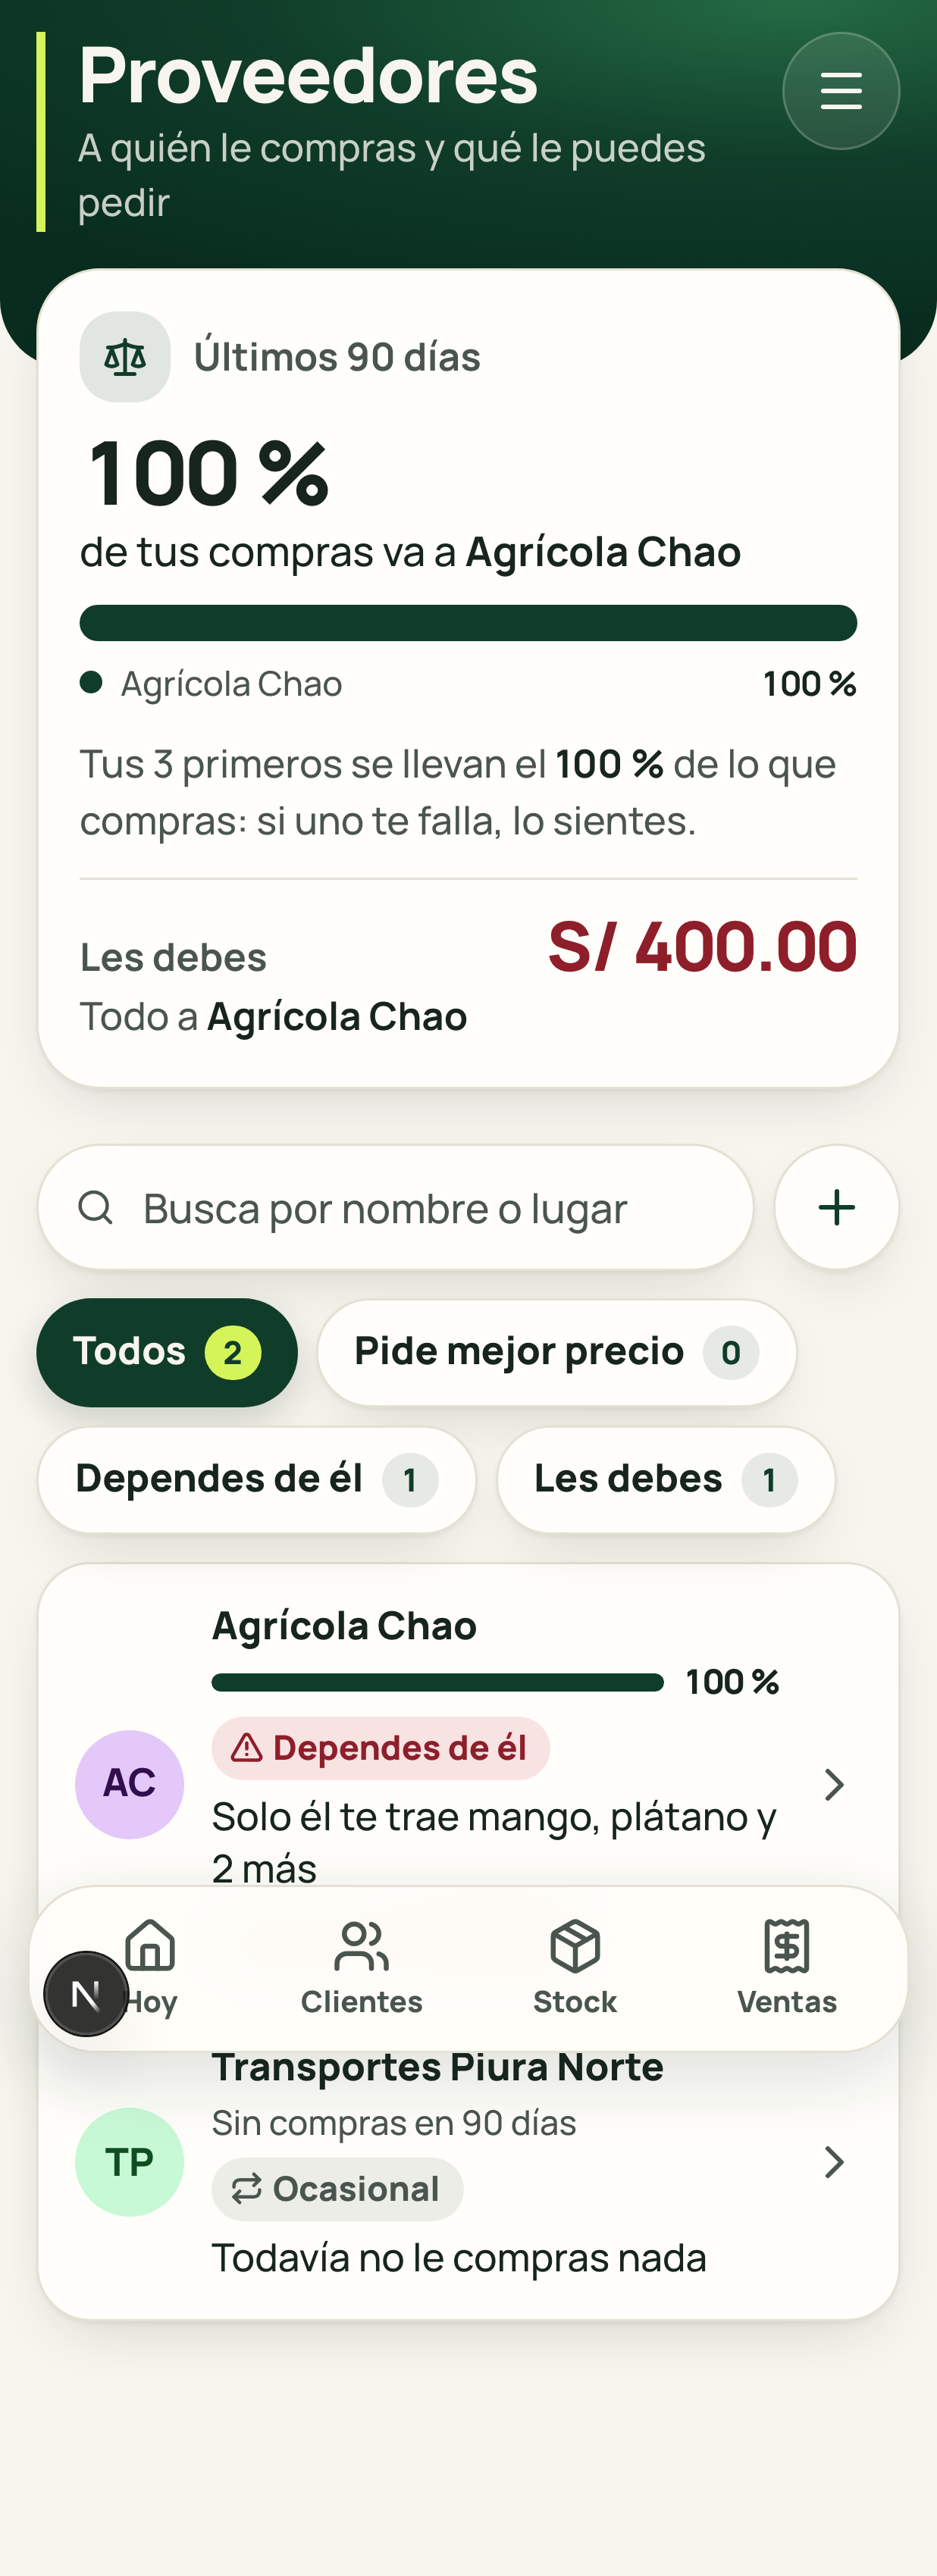 Proveedores
A quién le compras y qué le puedes
pedir
Últimos 90 días
100 %
de tus compras va a Agrícola Chao
Agrícola Chao 100 %
Tus 3 primeros se llevan el 100 % de lo que
compras: si uno te falla, lo sientes.
Les debes S/ 400.00
Todo a Agrícola Chao
Busca por nombre o lugar
Todos 2 Pide mejor precio 0
Dependes de él 1 Les debes 1
Agrícola Chao
100 %
AC
Dependes de él
Solo él te trae mango, plátano y
2 más
N
Hoy Clientes Stock Ventas
Transportes Piura Norte
Sin compras en 90 días
TP
Ocasional
Todavía no le compras nada